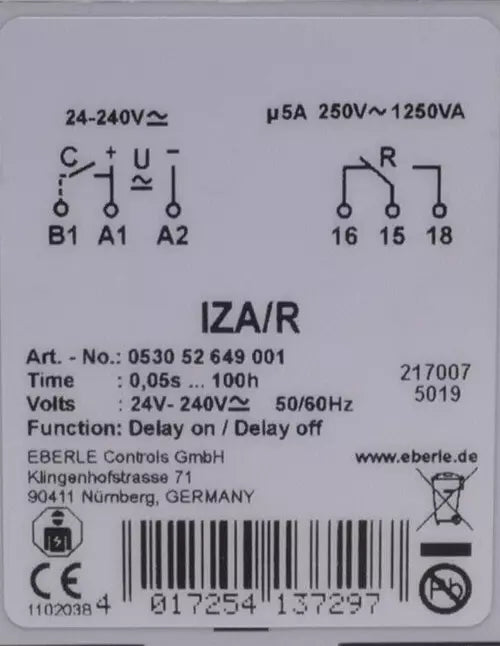 24-240V≃ µ5A 250V~1250VA
C + U − R
≃
B1 A1 A2 16 15 18
IZA/R
Art. - No.: 0530 52 649 001
Time : 0,05s ... 100h 217007
Volts : 24V- 240V≃ 50/60Hz 5019
Function: Delay on / Delay off
EBERLE Controls GmbH www.eberle.de
Klingenhofstrasse 71
90411 Nürnberg, GERMANY
CE Pb
11020384 4 017254 137297